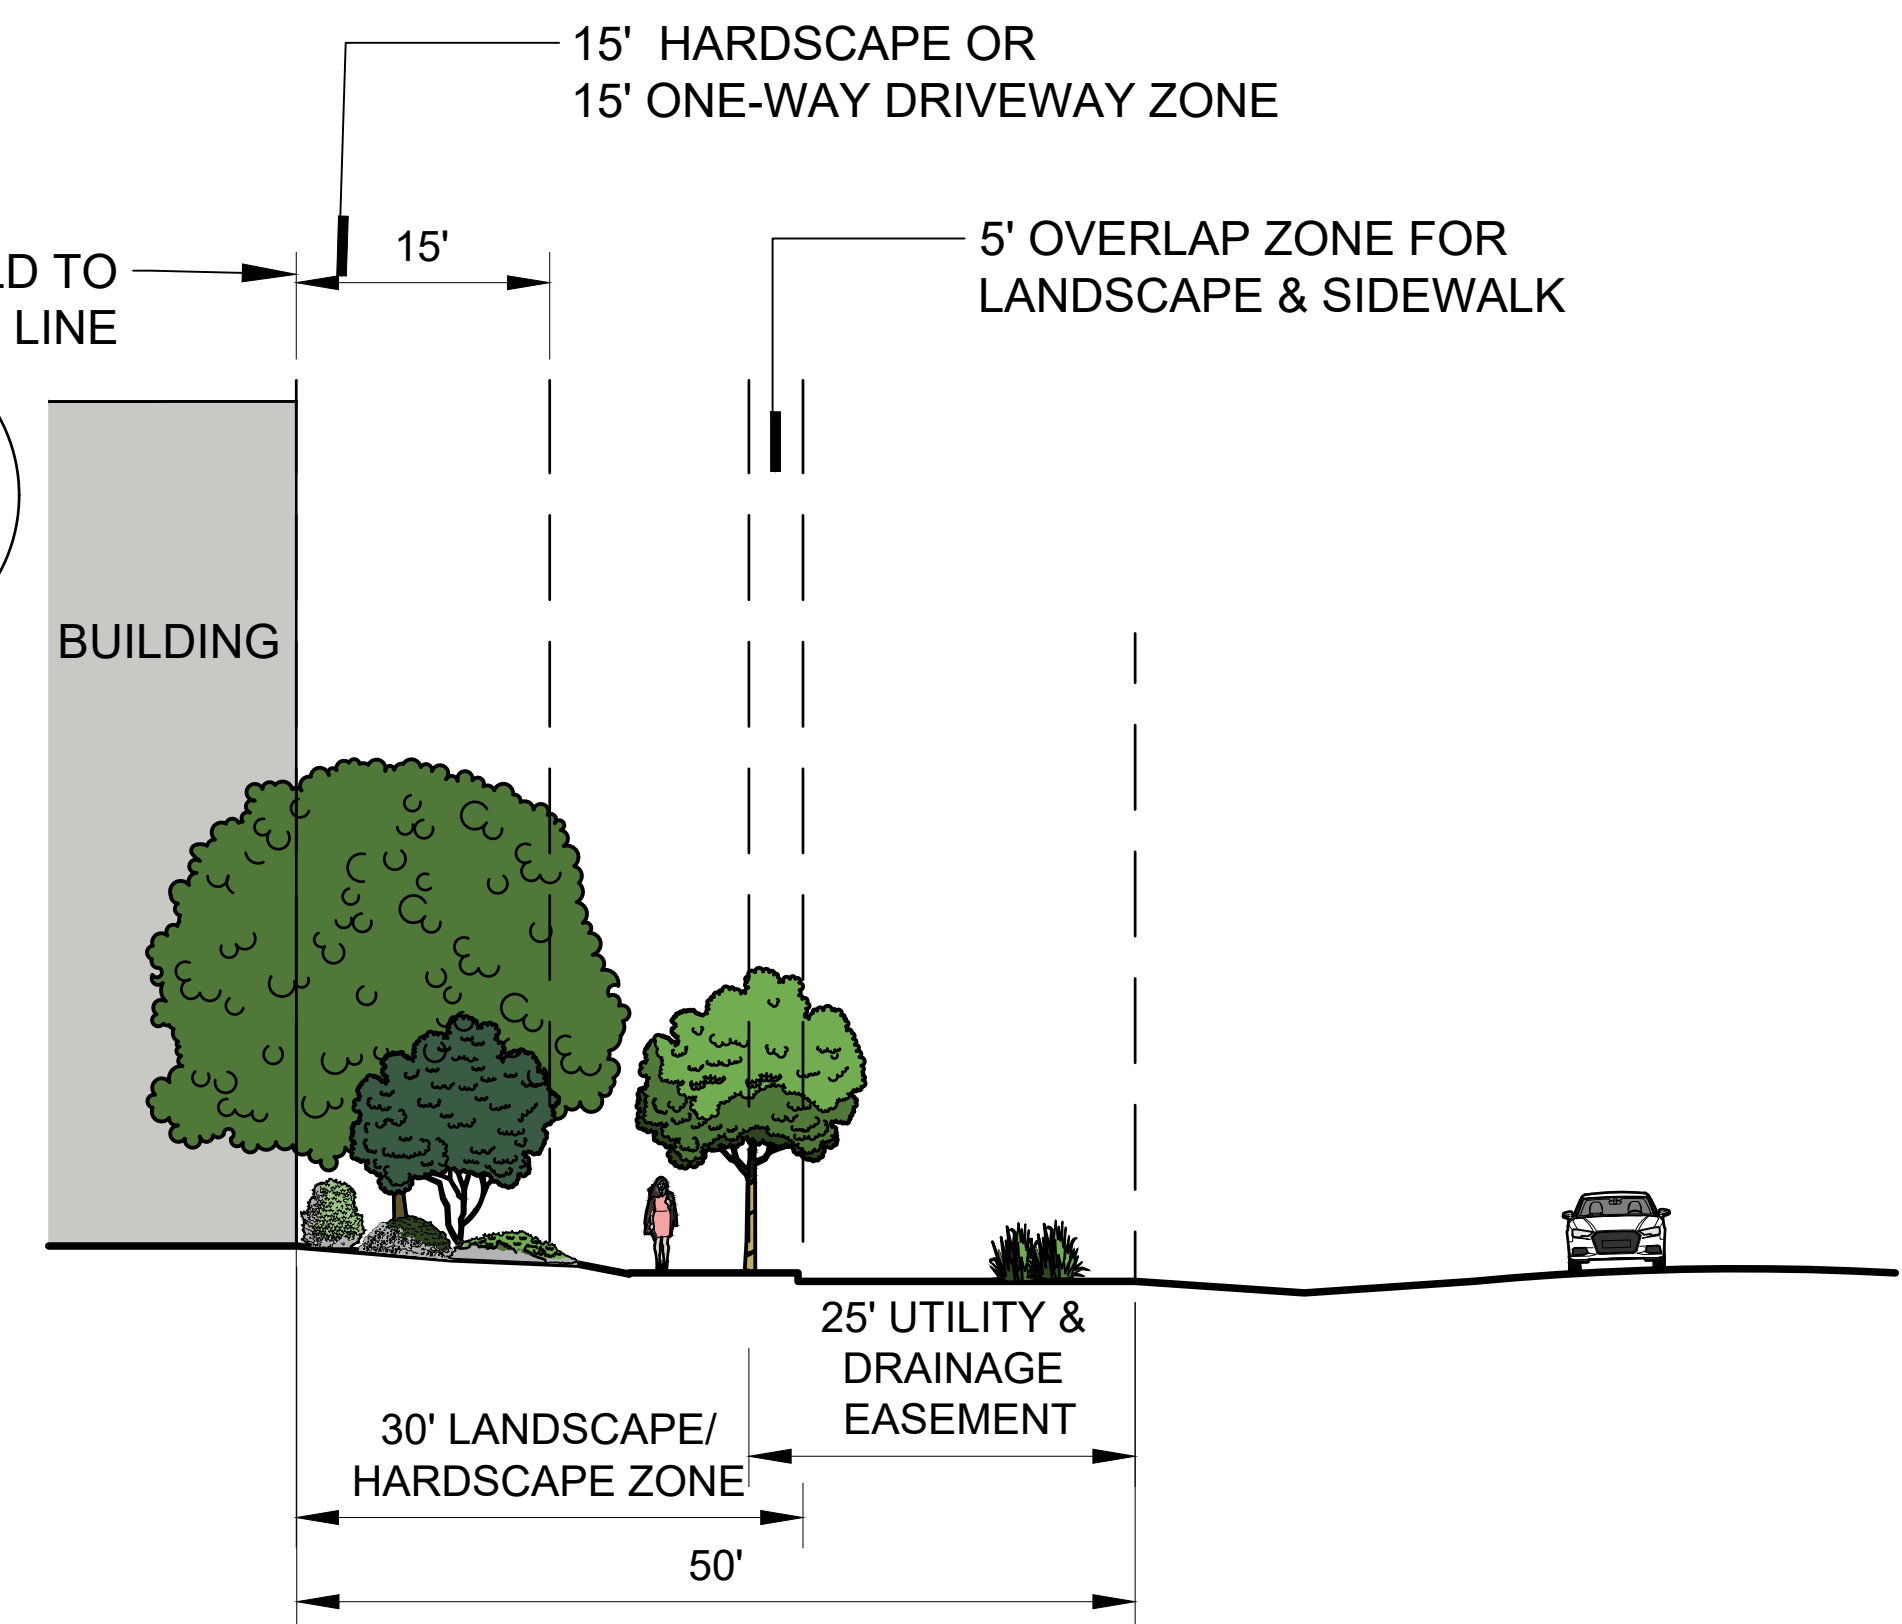 15' HARDSCAPE OR
15' ONE-WAY DRIVEWAY ZONE
15'
5' OVERLAP ZONE FOR
LANDSCAPE & SIDEWALK
TO
LINE
BUILDING
25' UTILITY &
DRAINAGE
EASEMENT
30' LANDSCAPE/
HARDSCAPE ZONE
50'